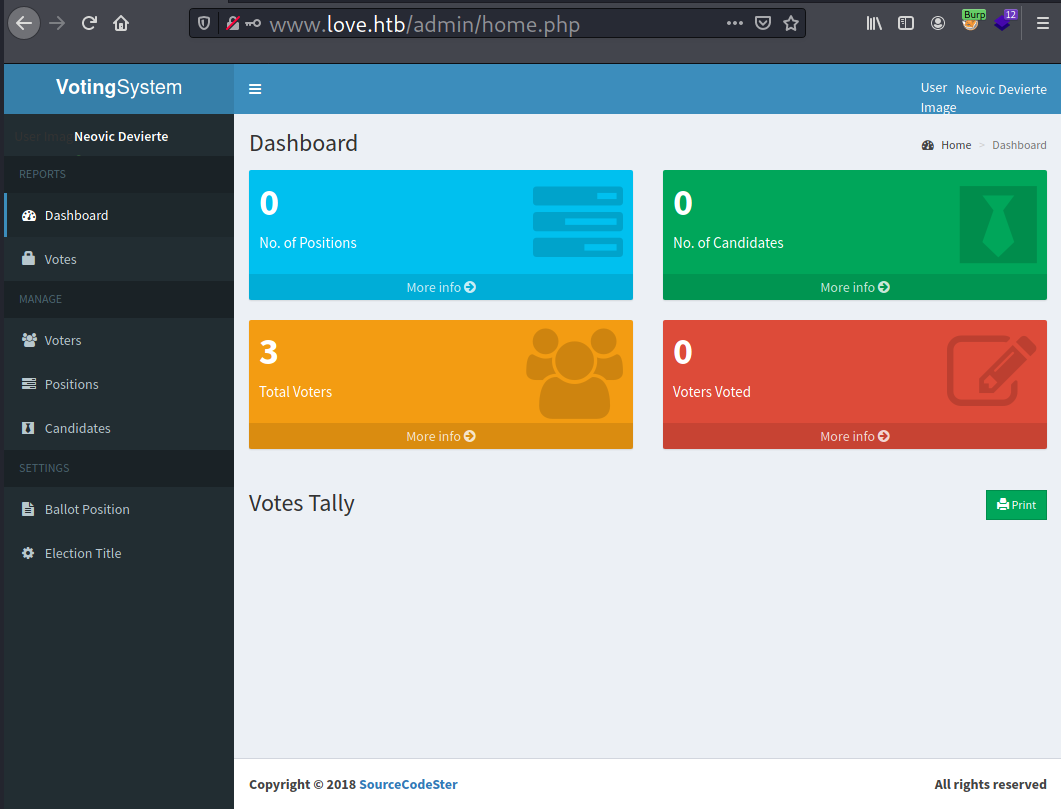 www.love.htb/admin/home.php
Burp
12
VotingSystem
User Image
Neovic Devierte
User Image
Neovic Devierte
REPORTS
Dashboard
Votes
MANAGE
Voters
Positions
Candidates
SETTINGS
Ballot Position
Election Title
Dashboard
Home > Dashboard
0
No. of Positions
More info
0
No. of Candidates
More info
3
Total Voters
More info
0
Voters Voted
More info
Votes Tally
Print
Copyright © 2018 SourceCodeSter
All rights reserved